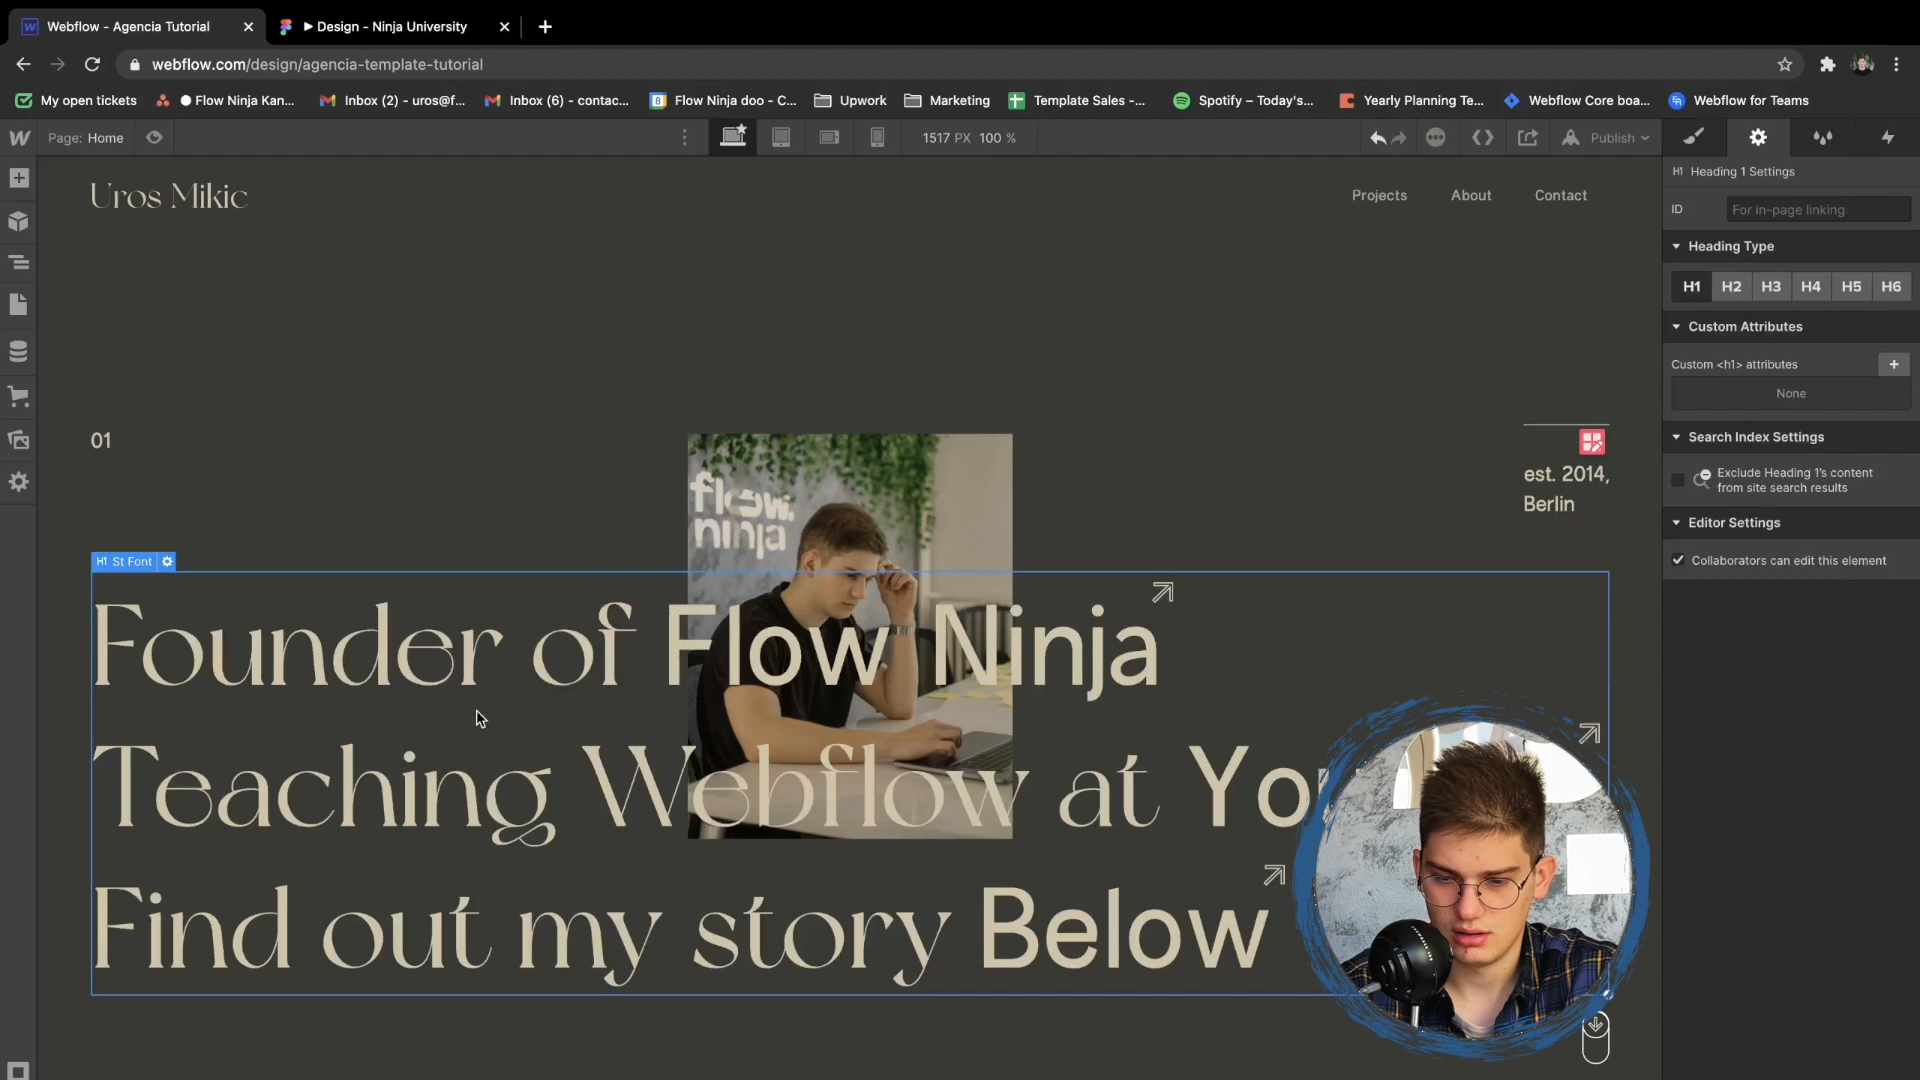 Webflow - Agencia Tutorial
Design - Ninja University
webflow.com/design/agencia-template-tutorial
My open tickets
Flow Ninja Kan...
Inbox (2) - uros@f...
Inbox (6) - contac...
Flow Ninja doo - C...
Upwork
Marketing
Template Sales -...
Spotify – Today's...
Yearly Planning Te...
Webflow Core boa...
Webflow for Teams
Page: Home
1517 PX 100 %
Publish
Uros Mikic
Projects
About
Contact
H1 Heading 1 Settings
ID For in-page linking
Heading Type
H1 H2 H3 H4 H5 H6
Custom Attributes
Custom <h1> attributes
None
Search Index Settings
Exclude Heading 1's content
from site search results
Editor Settings
Collaborators can edit this element
01
flow.
ninja
est. 2014,
Berlin
H1 St Font
Founder of Flow Ninja
Teaching Webflow at
Find out my story Below